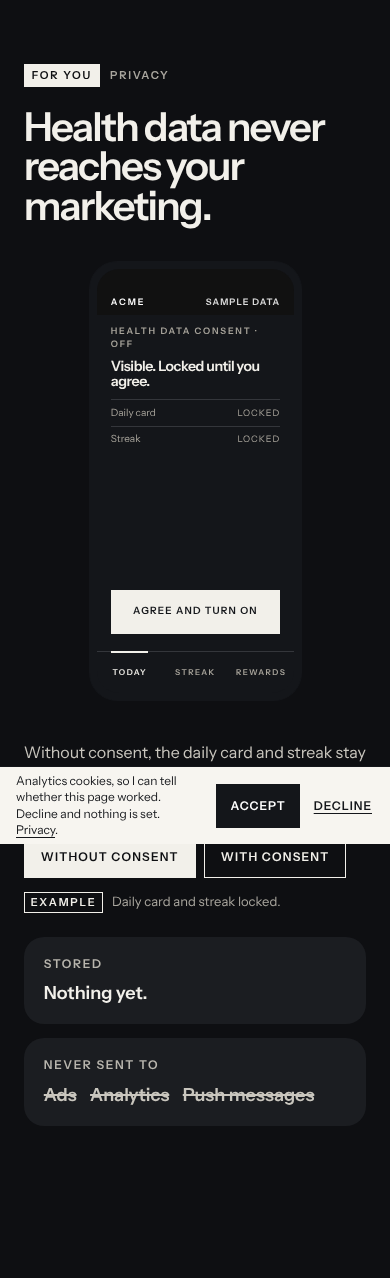 FOR YOU PRIVACY
Health data never
reaches your
marketing.
ACME SAMPLE DATA
HEALTH DATA CONSENT ·
OFF
Visible. Locked until you
agree.
Daily card LOCKED
Streak LOCKED
AGREE AND TURN ON
TODAY STREAK REWARDS
Without consent, the daily card and streak stay
Analytics cookies, so I can tell
whether this page worked.
Decline and nothing is set.
Privacy.
ACCEPT DECLINE
WITHOUT CONSENT WITH CONSENT
EXAMPLE Daily card and streak locked.
STORED
Nothing yet.
NEVER SENT TO
Ads Analytics Push messages